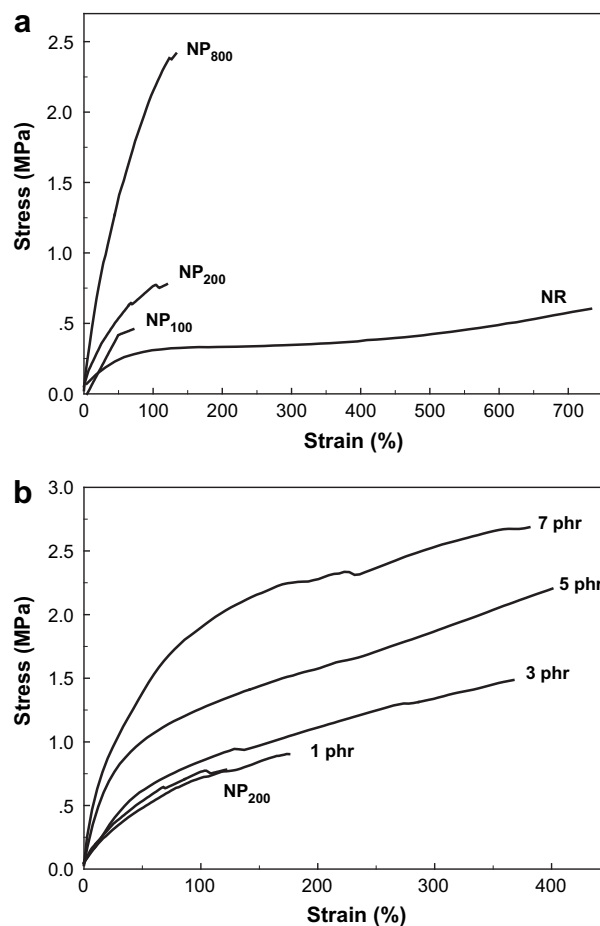 a
2.5
2.0
1.5
1.0
.5
0.0
Stress (MPa)
NP800
NP200
NP100
NR
0 100 200 300 400 500 600 700
Strain (%)
b
3.0
2.5
2.0
1.5
1.0
.5
0.0
Stress (MPa)
7 phr
5 phr
3 phr
1 phr
NP200
0 100 200 300 400
Strain (%)